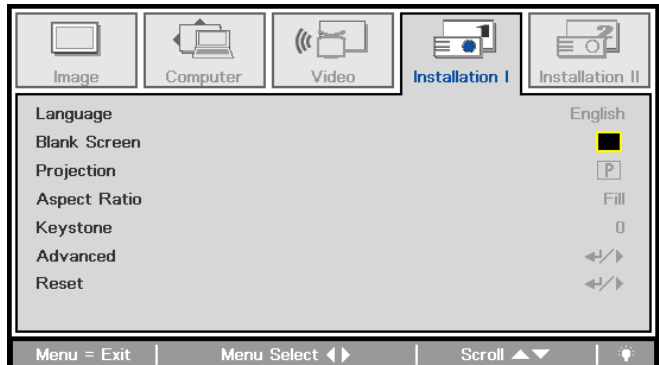 Image Computer Video Installation I Installation II
Language English
Blank Screen
Projection P
Aspect Ratio Fill
Keystone 0
Advanced
Reset
Menu = Exit Menu Select Scroll